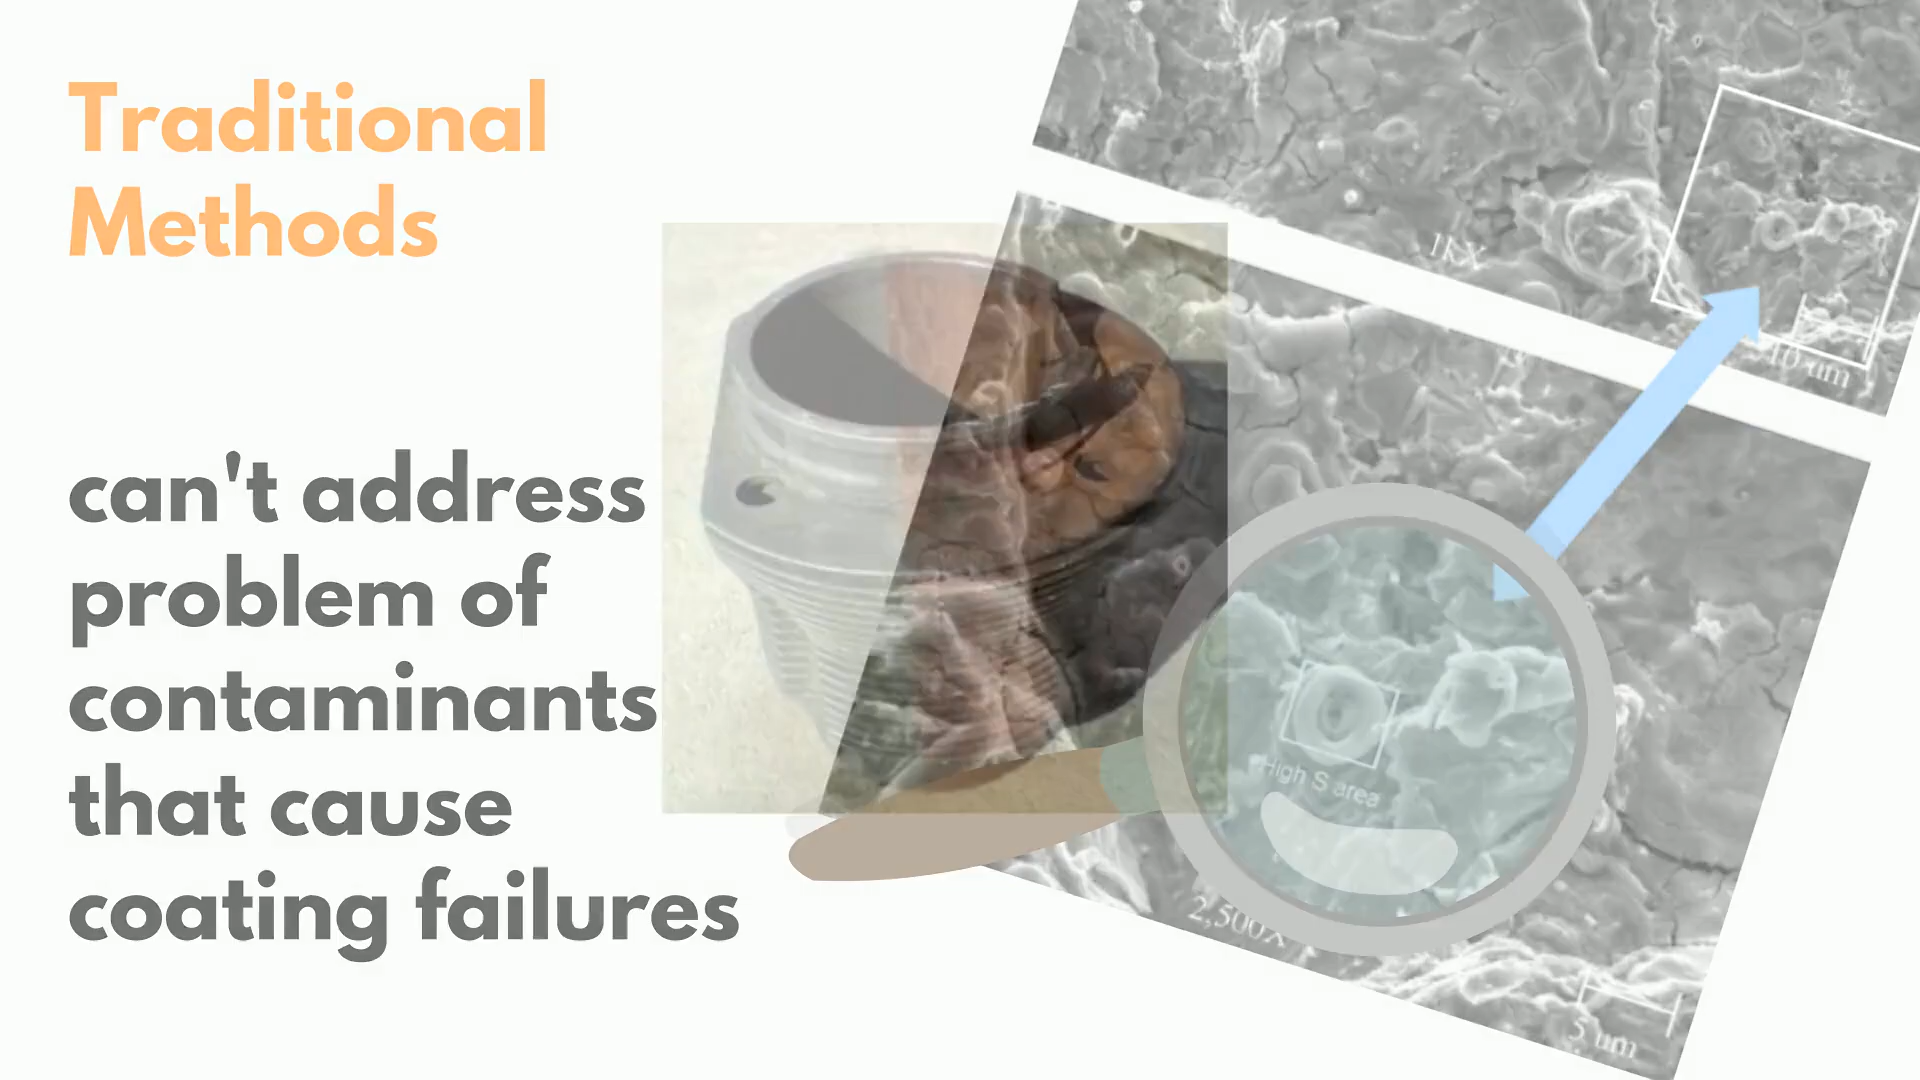 Traditional
Methods
can't address
problem of
contaminants
that cause
coating failures
1KX
10 um
High S area
2,500X
5 um